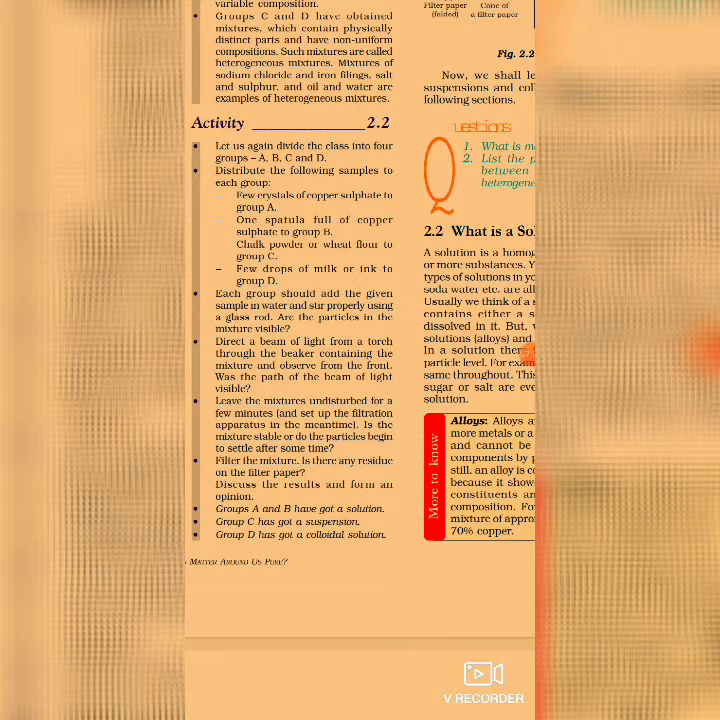 variable composition.
Groups C and D have obtained
mixtures, which contain physically
distinct parts and have non-uniform
compositions. Such mixtures are called
heterogeneous mixtures. Mixtures of
sodium chloride and iron filings, salt
and sulphur, and oil and water are
examples of heterogeneous mixtures.
Activity ______________ 2.2
• Let us again divide the class into four
groups – A, B, C and D.
• Distribute the following samples to
each group:
– Few crystals of copper sulphate to
group A.
– One spatula full of copper
sulphate to group B.
– Chalk powder or wheat flour to
group C.
– Few drops of milk or ink to
group D.
• Each group should add the given
sample in water and stir properly using
a glass rod. Are the particles in the
mixture visible?
• Direct a beam of light from a torch
through the beaker containing the
mixture and observe from the front.
Was the path of the beam of light
visible?
• Leave the mixtures undisturbed for a
few minutes (and set up the filtration
apparatus in the meantime). Is the
mixture stable or do the particles begin
to settle after some time?
• Filter the mixture. Is there any residue
on the filter paper?
Discuss the results and form an
opinion.
• Groups A and B have got a solution.
• Group C has got a suspension.
• Group D has got a colloidal solution.
Matter Around Us Pure?
Filter paper Cone of
(folded) a filter paper
Fig. 2.2
Now, we shall le
suspensions and coll
following sections.
Questions
1. What is m
2. List the p
between
heterogene
2.2 What is a So
A solution is a homog
or more substances. Y
types of solutions in yo
soda water etc. are all
Usually we think of a s
contains either a s
dissolved in it. But,
solutions (alloys) and
In a solution there
particle level. For exam
same throughout. This
sugar or salt are eve
solution.
More to know
Alloys: Alloys a
more metals or a
and cannot be
components by p
still, an alloy is co
because it show
constituents an
composition. Fo
mixture of appro
70% copper.
V RECORDER